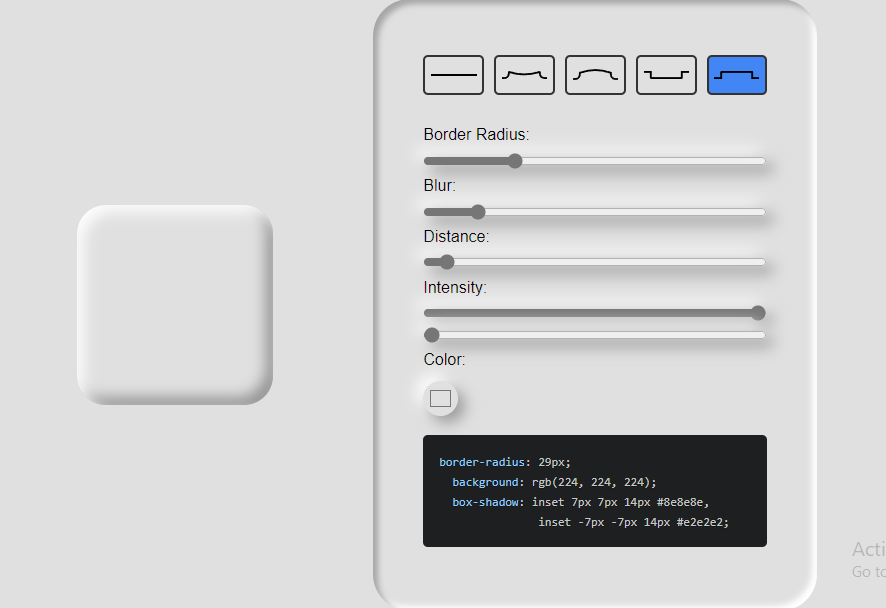 Border Radius:
Blur:
Distance:
Intensity:
Color:
border-radius: 29px;
background: rgb(224, 224, 224);
box-shadow: inset 7px 7px 14px #8e8e8e,
inset -7px -7px 14px #e2e2e2;
Acti
Go to